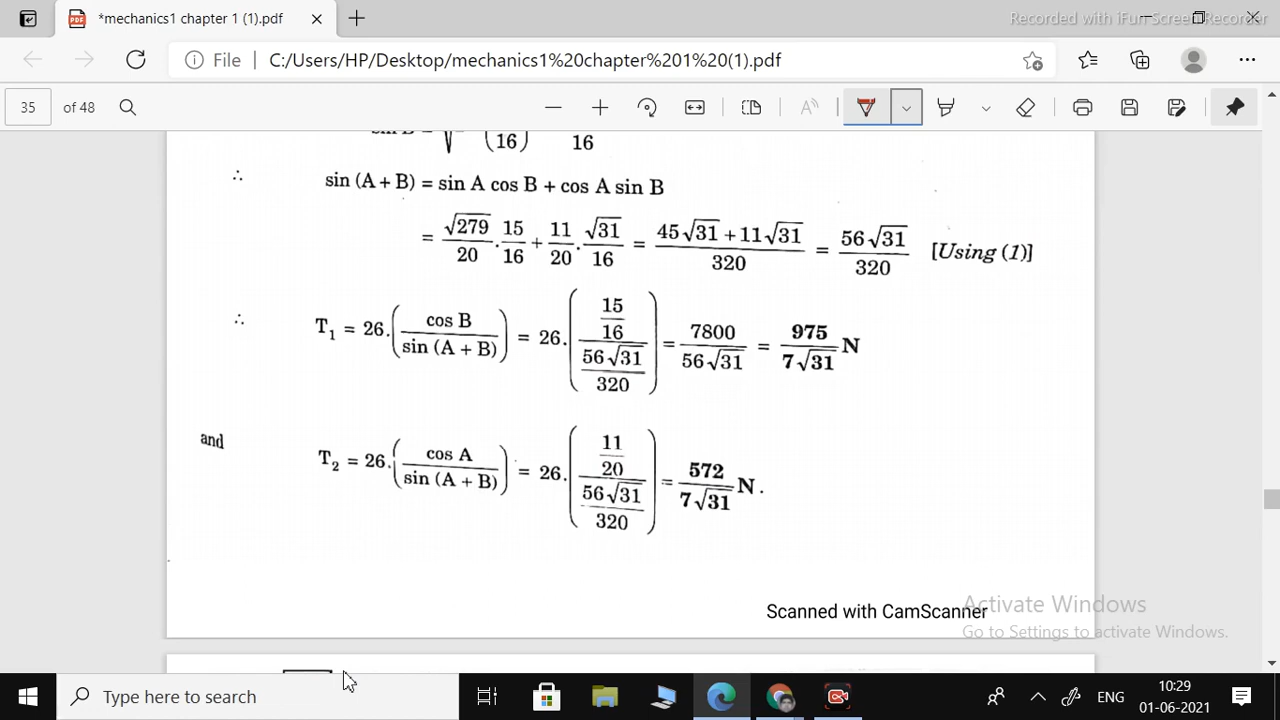 *mechanics1 chapter 1 (1).pdf
Recorded with iFun Screen Recorder
File C:/Users/HP/Desktop/mechanics1%20chapter%201%20(1).pdf
35 of 48
(16) 16
∴ sin (A + B) = sin A cos B + cos A sin B
= √279/20 . 15/16 + 11/20 . √31/16 = (45√31 + 11√31)/320 = 56√31/320 [Using (1)]
∴ T₁ = 26.(cos B/sin (A + B)) = 26.((15/16)/(56√31/320)) = 7800/(56√31) = 975/(7√31) N
and T₂ = 26.(cos A/sin (A + B)) = 26.((11/20)/(56√31/320)) = 572/(7√31) N.
Scanned with CamScanner
Activate Windows
Go to Settings to activate Windows.
Type here to search
ENG
10:29
01-06-2021